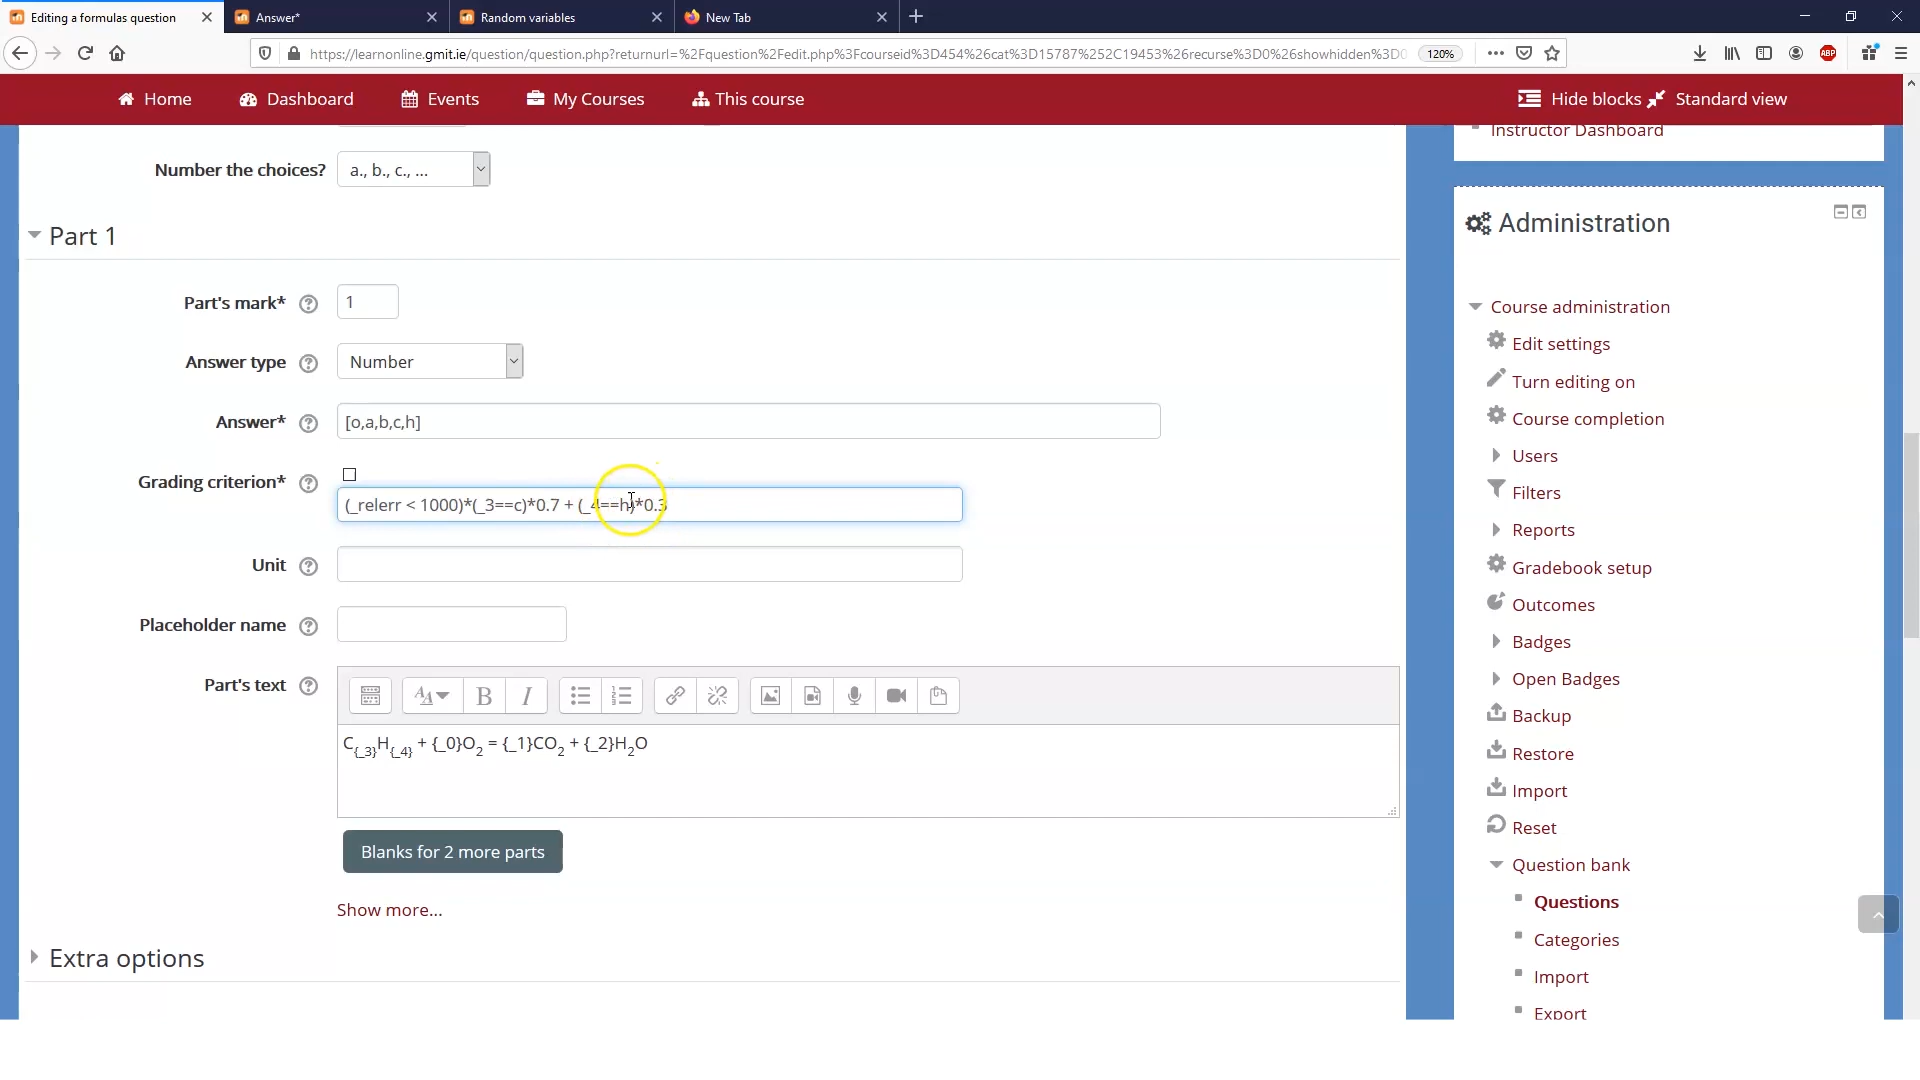 Editing a formulas question
Answer*
Random variables
New Tab
https://learnonline.gmit.ie/question/question.php?returnurl=%2Fquestion%2Fedit.php%3Fcourseid%3D454%26cat%3D15787%252C19453%26recurse%3D0%26showhidden%3D0
120%
ABP
Home
Dashboard
Events
My Courses
This course
Hide blocks
Standard view
Number the choices?
a., b., c., ...
Part 1
Part's mark*
1
Answer type
Number
Answer*
[o,a,b,c,h]
Grading criterion*
(_relerr < 1000)*(_3==c)*0.7 + (_4==h)*0.3
Unit
Placeholder name
Part's text
C{_3}H{_4} + {_0}O2 = {_1}CO2 + {_2}H2O
Blanks for 2 more parts
Show more...
Extra options
Instructor Dashboard
Administration
Course administration
Edit settings
Turn editing on
Course completion
Users
Filters
Reports
Gradebook setup
Outcomes
Badges
Open Badges
Backup
Restore
Import
Reset
Question bank
Questions
Categories
Import
Export